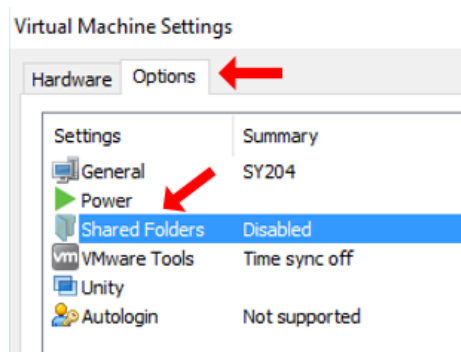 Virtual Machine Settings
Hardware Options
Settings Summary
General SY204
Power
Shared Folders Disabled
vm VMware Tools Time sync off
Unity
Autologin Not supported